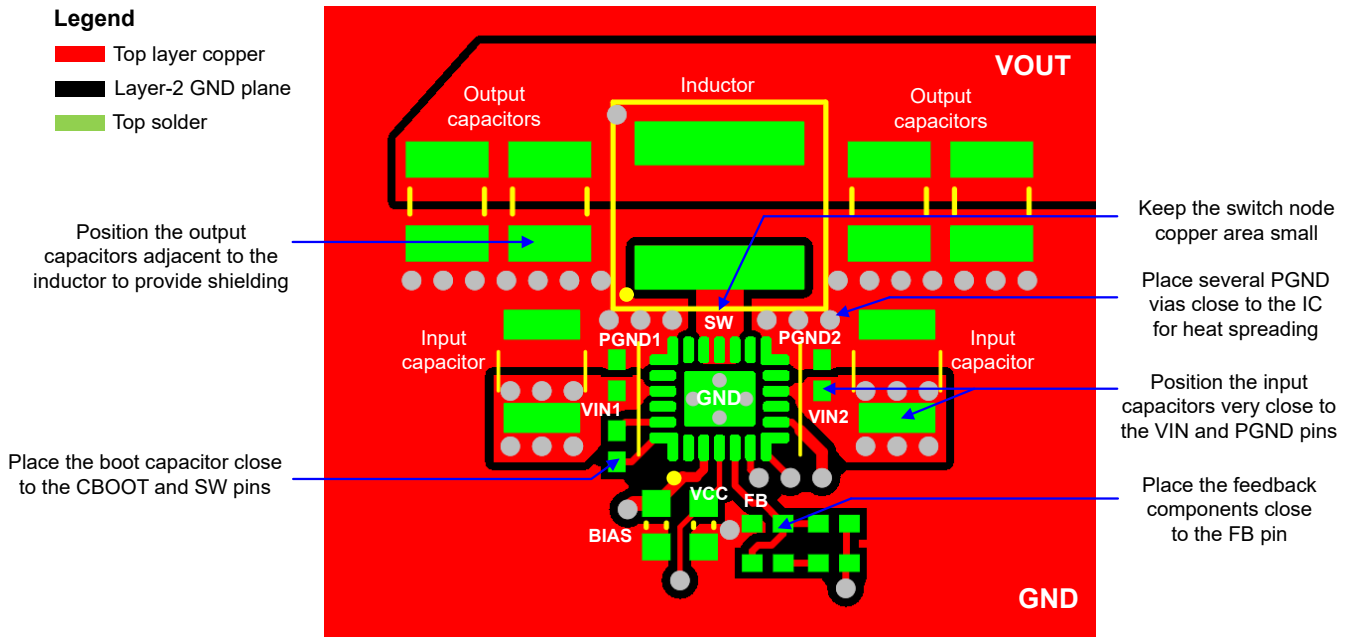 Legend
Top layer copper
Layer-2 GND plane
Top solder
VOUT
Inductor
Output
capacitors
Output
capacitors
Position the output
capacitors adjacent to the
inductor to provide shielding
Keep the switch node
copper area small
Place several PGND
vias close to the IC
for heat spreading
SW
PGND1
PGND2
Input
capacitor
Input
capacitor
GND
VIN1
VIN2
Position the input
capacitors very close to
the VIN and PGND pins
Place the boot capacitor close
to the CBOOT and SW pins
VCC
FB
BIAS
Place the feedback
components close
to the FB pin
GND